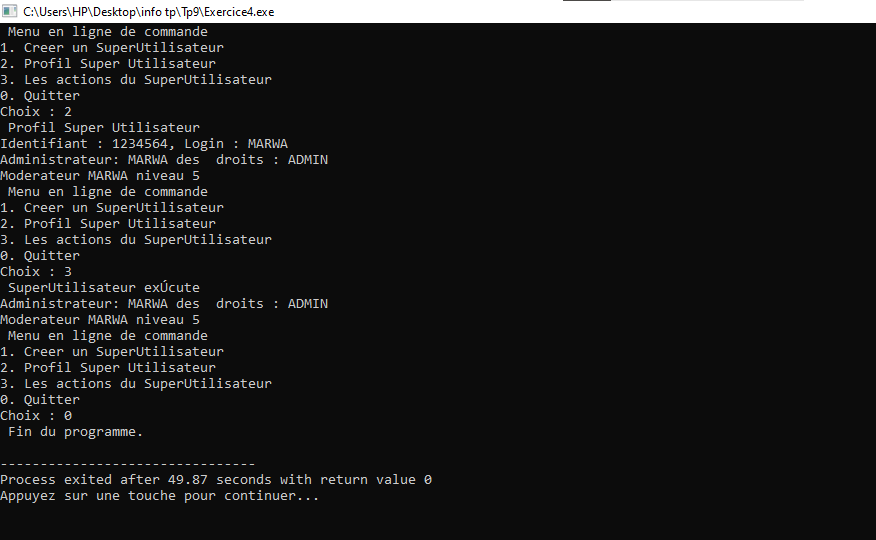 C:\Users\HP\Desktop\info tp\Tp9\Exercice4.exe
Menu en ligne de commande
1. Creer un SuperUtilisateur
2. Profil Super Utilisateur
3. Les actions du SuperUtilisateur
0. Quitter
Choix : 2
Profil Super Utilisateur
Identifiant : 1234564, Login : MARWA
Administrateur: MARWA des  droits : ADMIN
Moderateur MARWA niveau 5
Menu en ligne de commande
1. Creer un SuperUtilisateur
2. Profil Super Utilisateur
3. Les actions du SuperUtilisateur
0. Quitter
Choix : 3
SuperUtilisateur exÚcute
Administrateur: MARWA des  droits : ADMIN
Moderateur MARWA niveau 5
Menu en ligne de commande
1. Creer un SuperUtilisateur
2. Profil Super Utilisateur
3. Les actions du SuperUtilisateur
0. Quitter
Choix : 0
Fin du programme.
--------------------------------
Process exited after 49.87 seconds with return value 0
Appuyez sur une touche pour continuer...